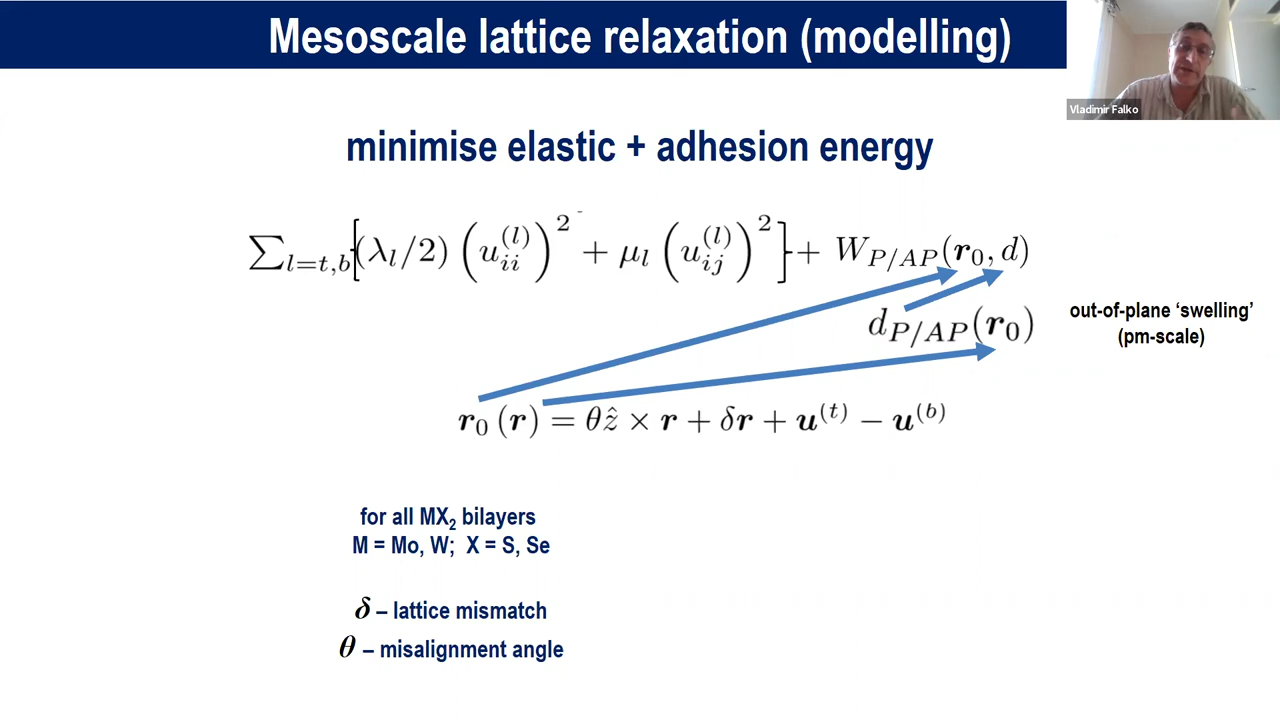 Mesoscale lattice relaxation (modelling)
Vladimir Falko
minimise elastic + adhesion energy
∑_{l=t,b}[(λ_l/2) (u_{ii}^{(l)})^2 + μ_l (u_{ij}^{(l)})^2] + W_{P/AP}(r_0, d)
d_{P/AP}(r_0)
out-of-plane ‘swelling’
(pm-scale)
r_0 (r) = θẑ × r + δr + u^{(t)} − u^{(b)}
for all MX₂ bilayers
M = Mo, W; X = S, Se
δ – lattice mismatch
θ – misalignment angle